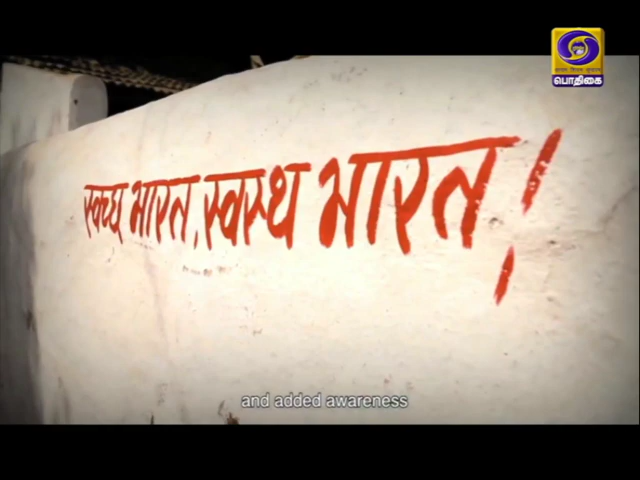 பொதிகை
स्वच्छ भारत, स्वस्थ भारत!
and added awareness